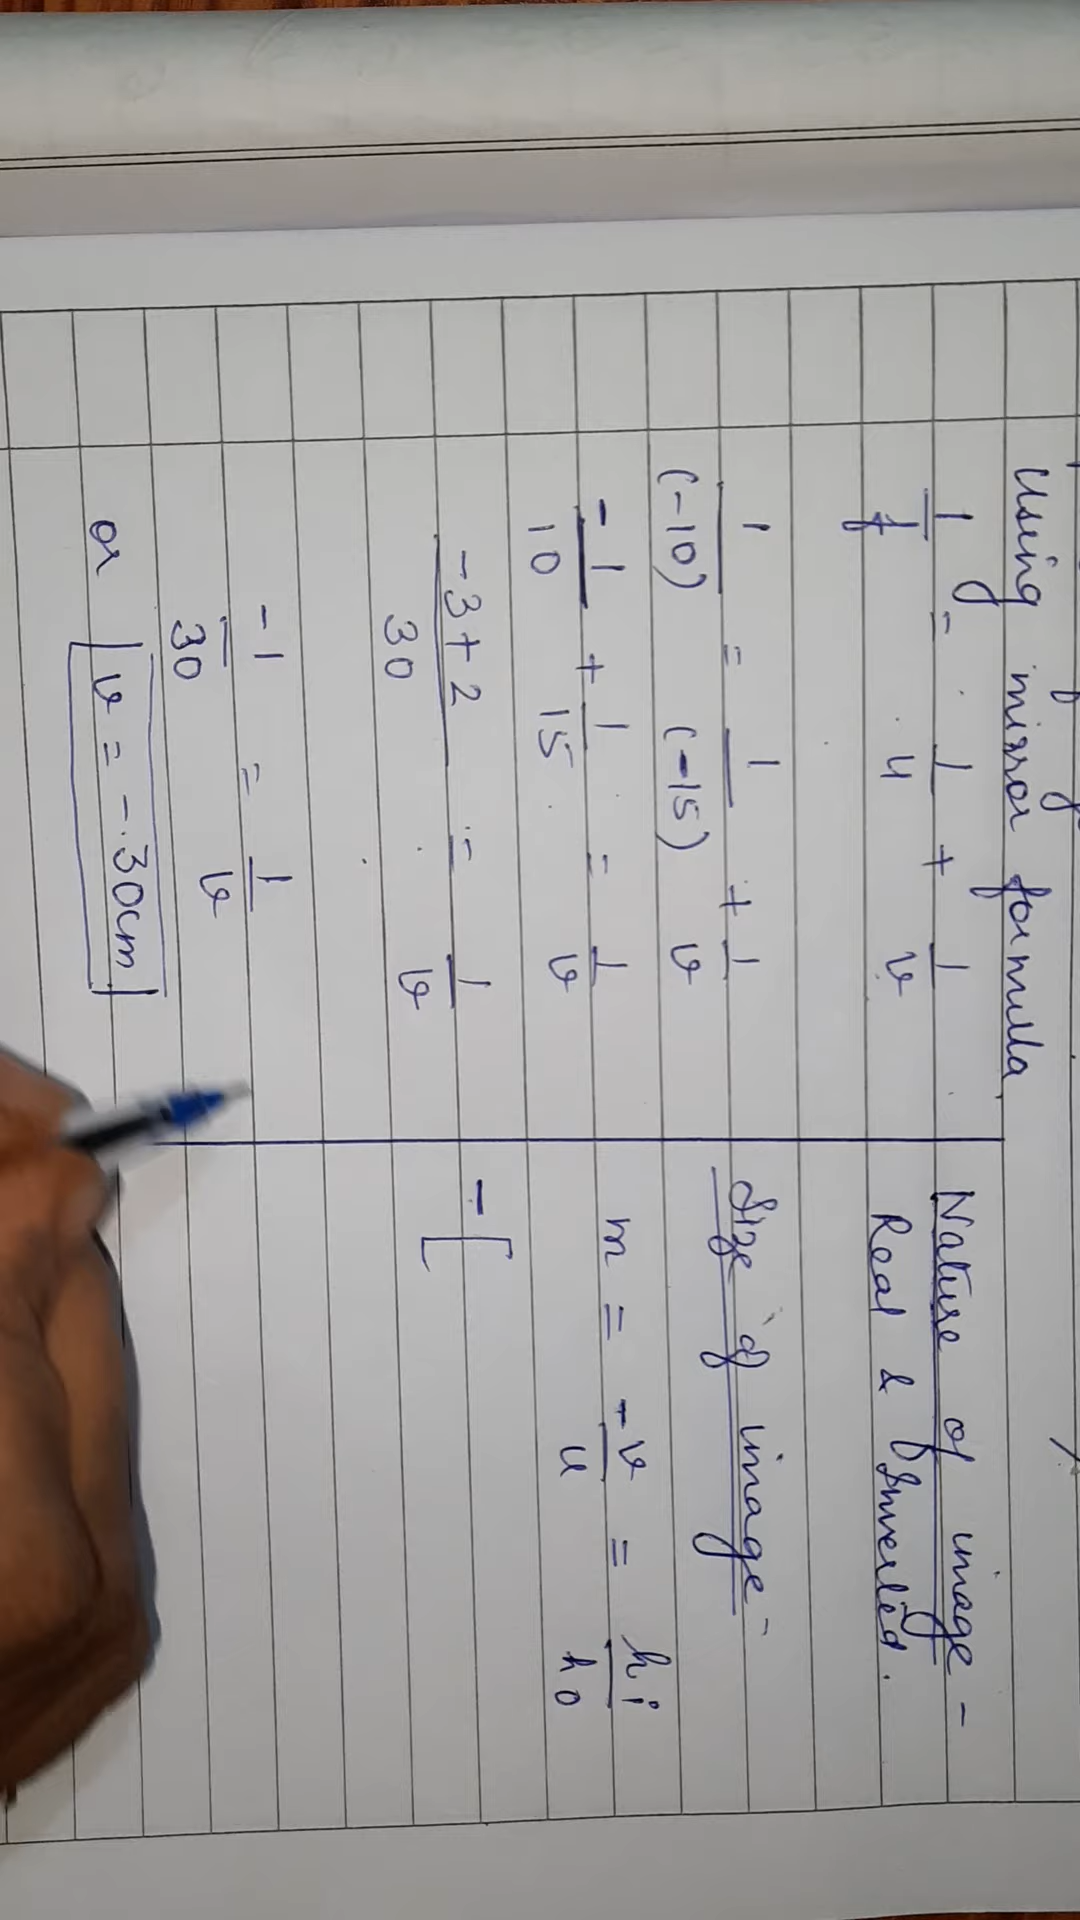 Using mirror formula
1/f = 1/u + 1/v
1/(-10) = 1/(-15) + 1/v
-1/10 + 1/15 = 1/v
-3+2/30 = 1/v
-1/30 = 1/v
or v = -30cm
Nature of image -
Real & Inverted.
Size of image -
m = -v/u = hi/ho
-[